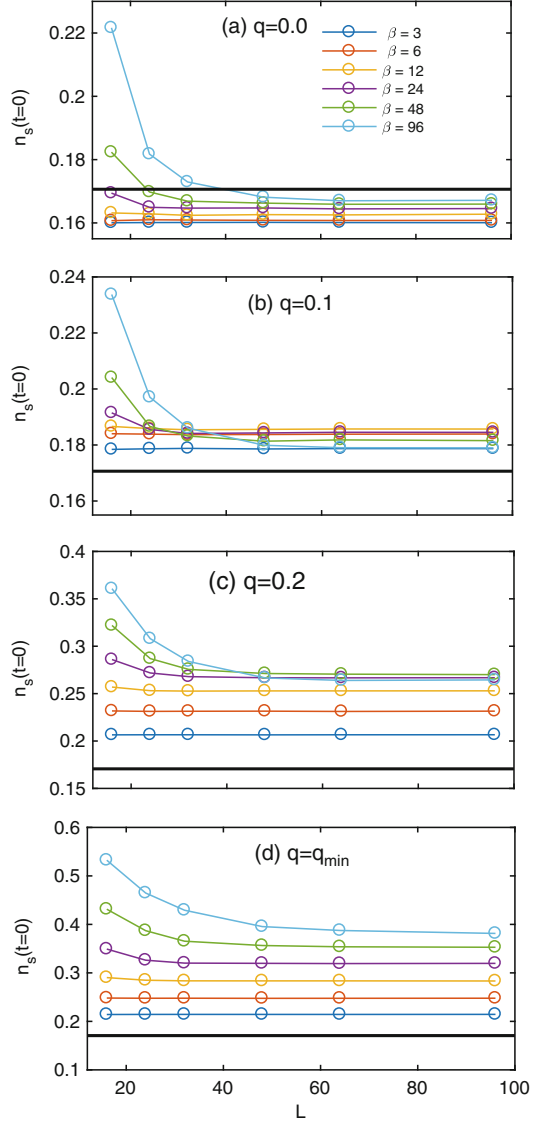 (a) q=0.0
β = 3
β = 6
β = 12
β = 24
β = 48
β = 96
n_s(t=0)
0.22
0.2
0.18
0.16
(b) q=0.1
n_s(t=0)
0.24
0.22
0.2
0.18
0.16
(c) q=0.2
n_s(t=0)
0.4
0.35
0.3
0.25
0.2
0.15
(d) q=q_min
n_s(t=0)
0.6
0.5
0.4
0.3
0.2
0.1
20 40 60 80 100
L